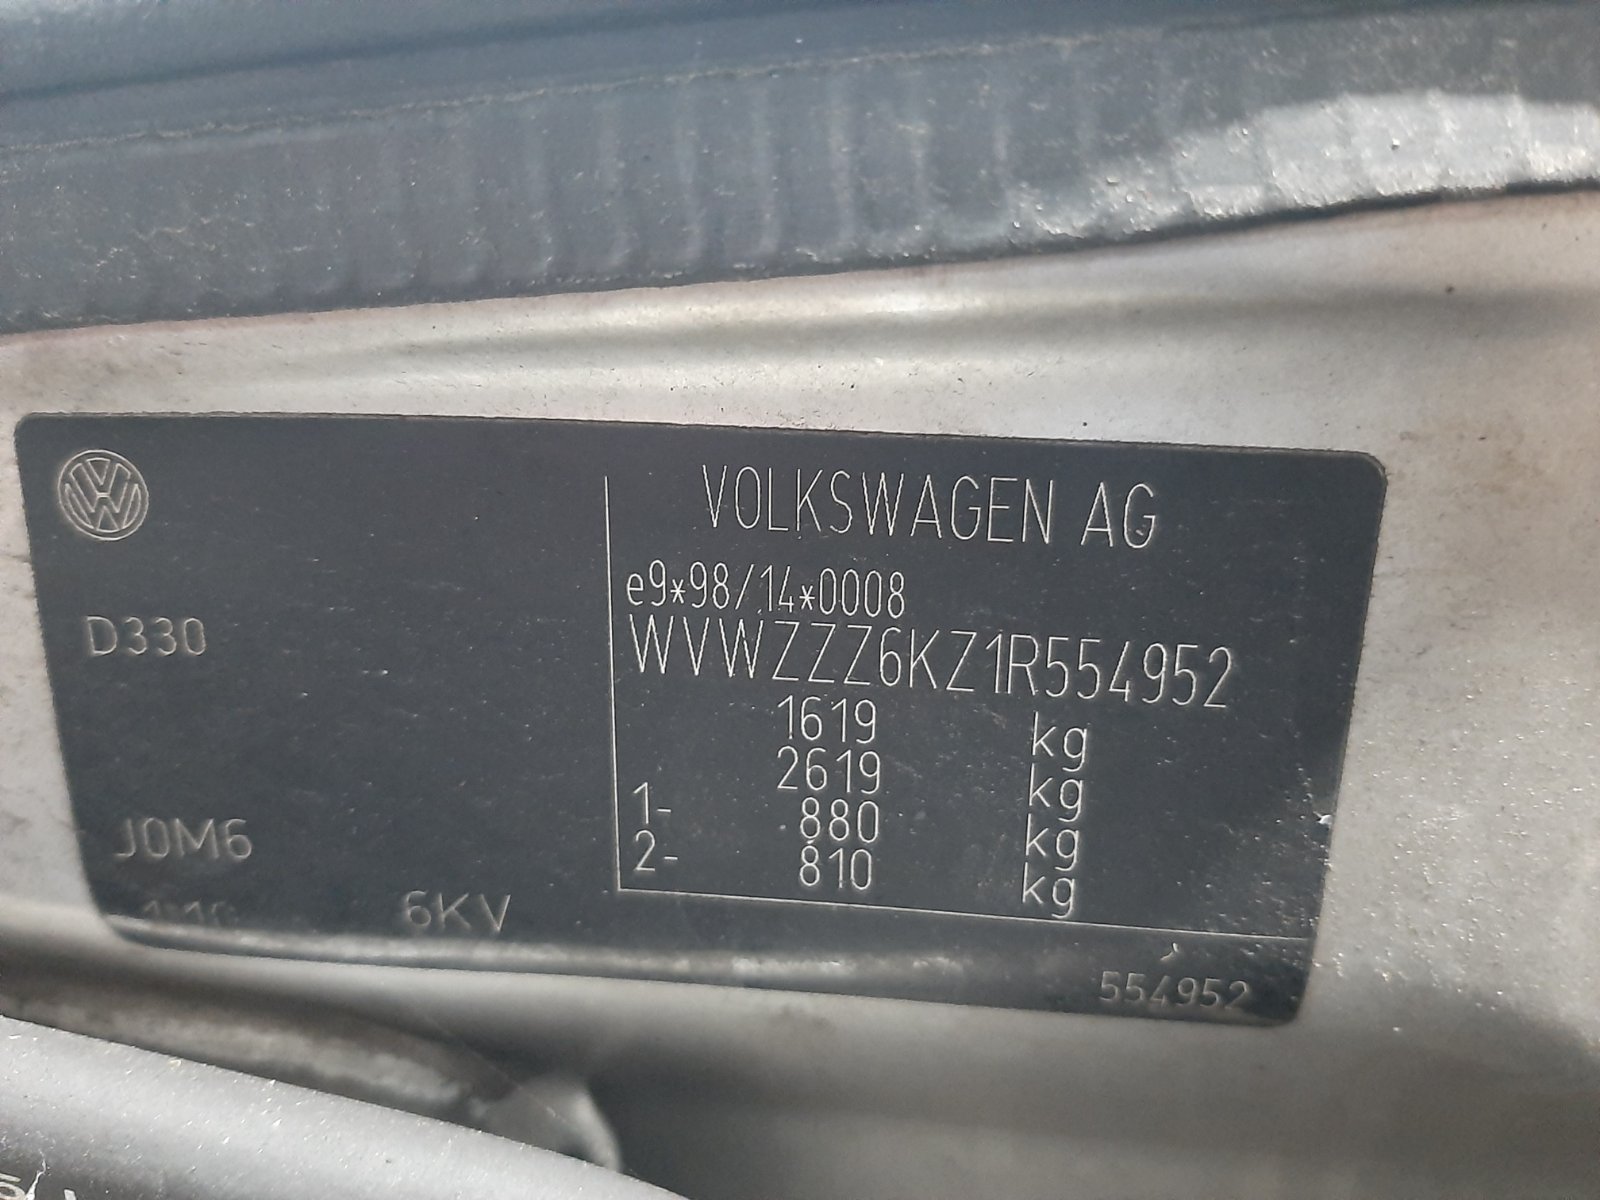 VOLKSWAGEN AG
e9*98/14*0008
WVWZZZ6KZ1R554952
1619 kg
2619 kg
1- 880 kg
2- 810 kg
D330
J0M6
6KV
554952